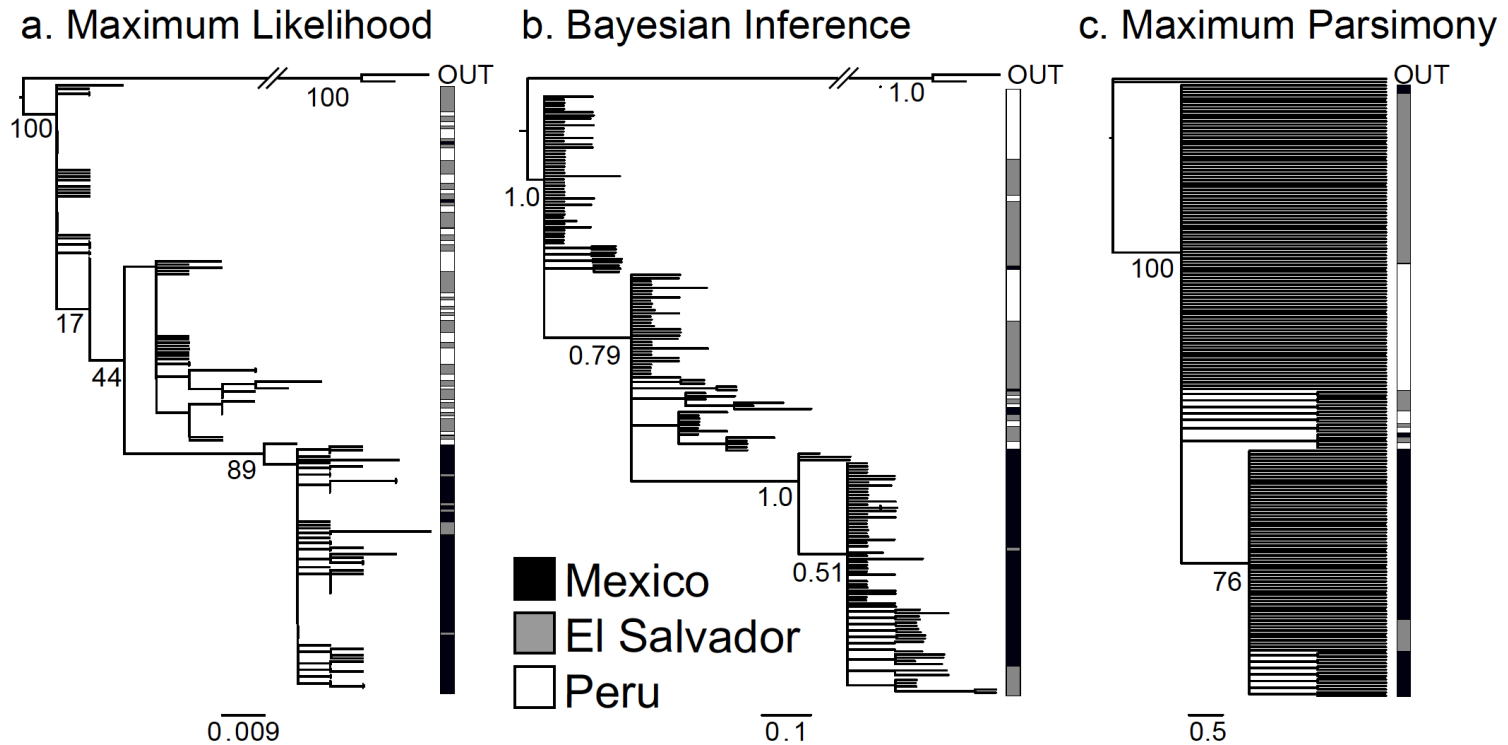 a. Maximum Likelihood
b. Bayesian Inference
c. Maximum Parsimony
OUT
OUT
OUT
100
1.0
100
1.0
100
17
0.79
44
89
1.0
0.51
76
Mexico
El Salvador
Peru
0.009
0.1
0.5